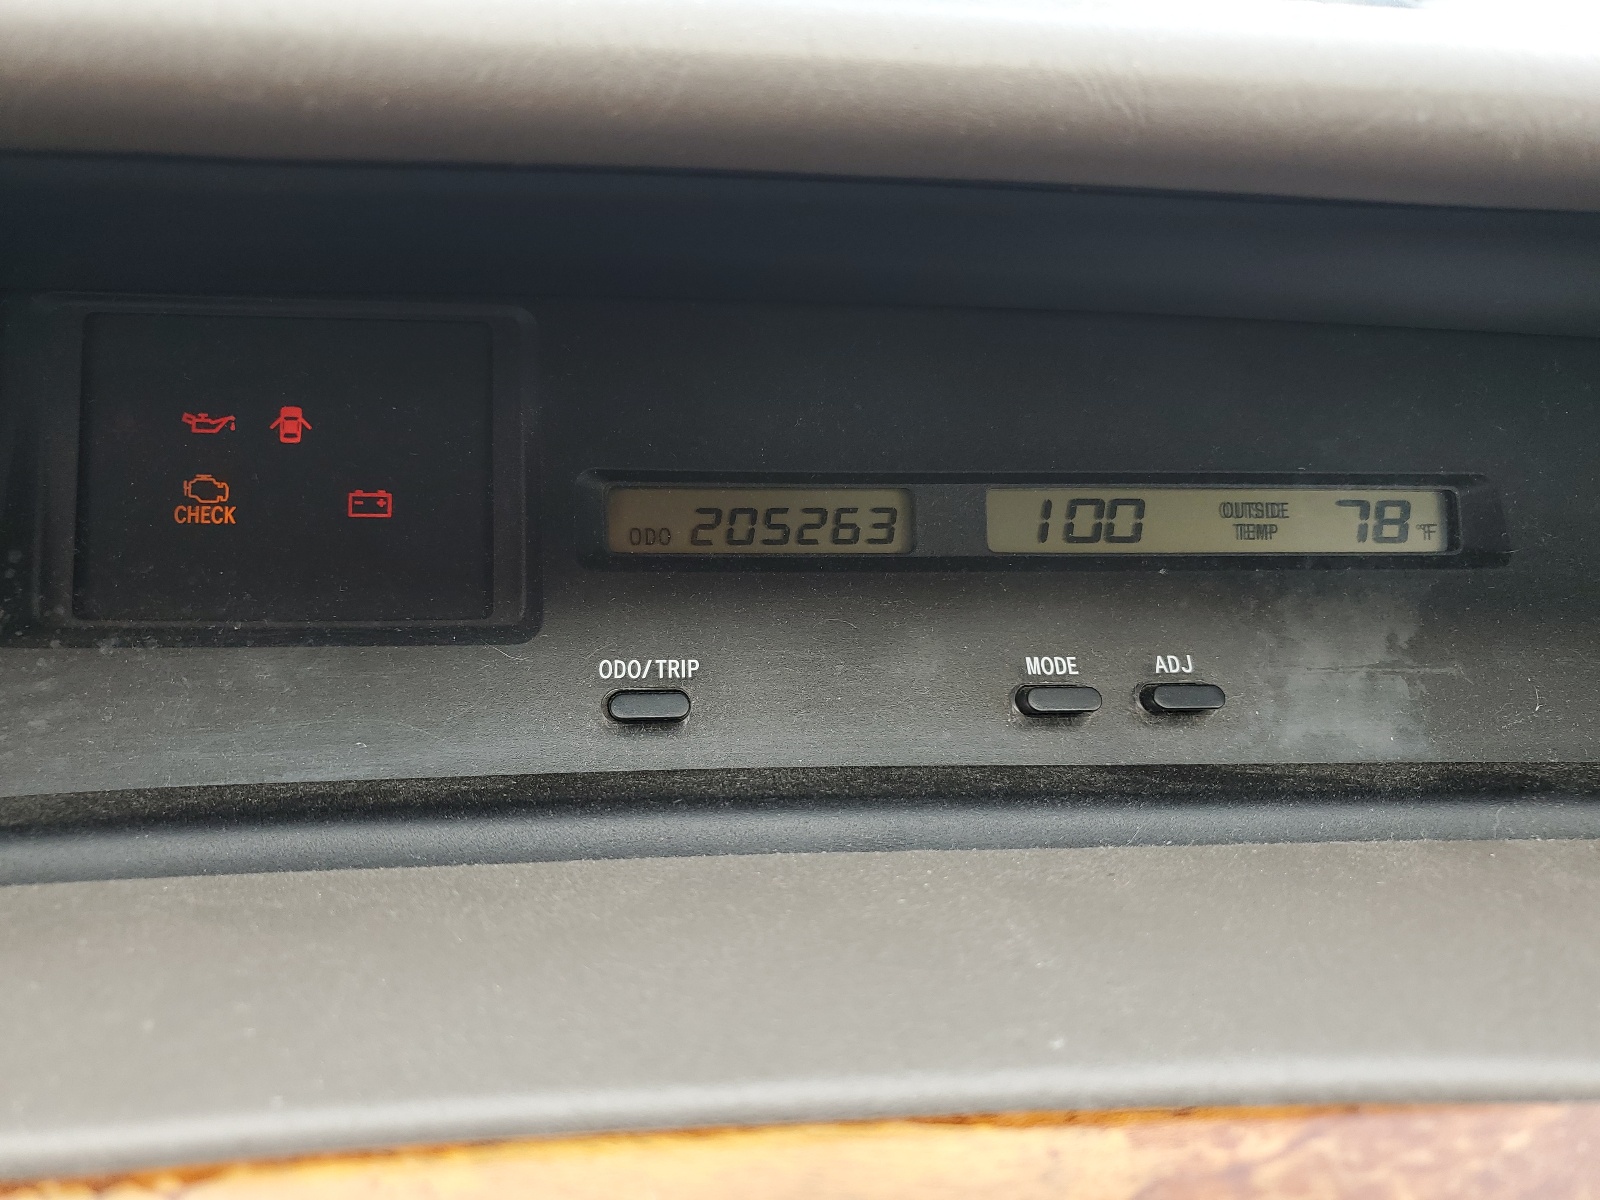 CHECK
ODO 205263
100 OUTSIDE TEMP 78°F
ODO/TRIP
MODE ADJ